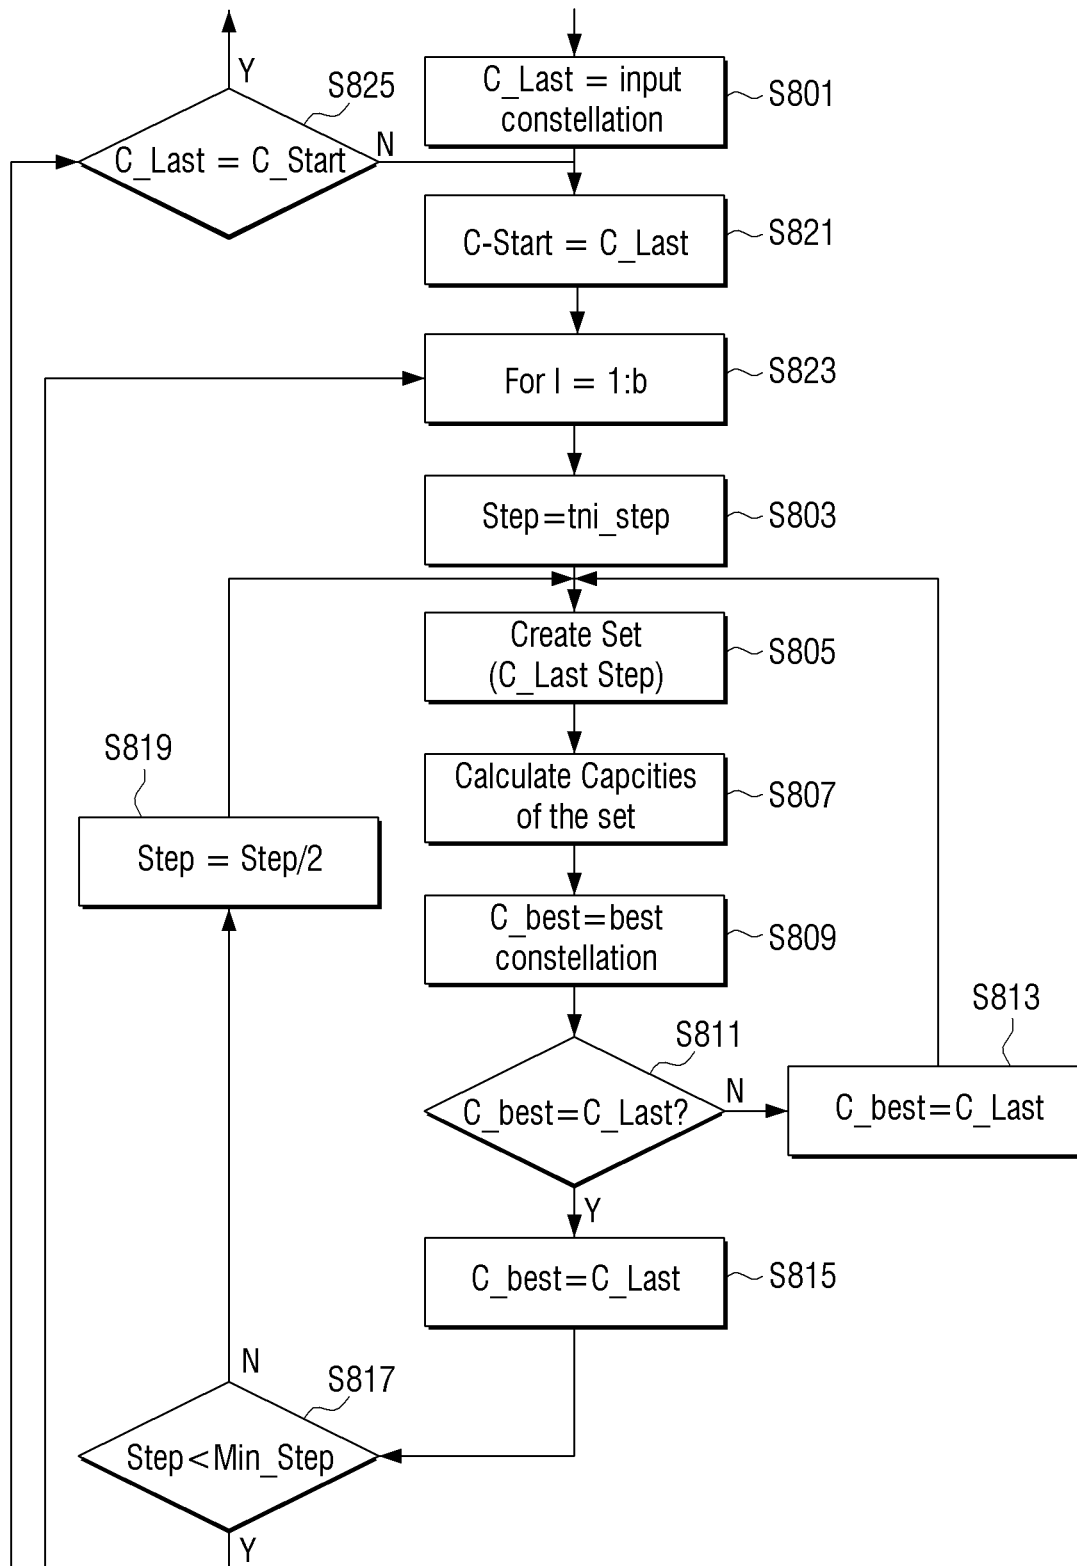 Y
S825
C_Last = C_Start
N
C_Last = input
constellation
S801
C-Start = C_Last
S821
For I = 1:b
S823
Step=tni_step
S803
Create Set
(C_Last Step)
S805
S819
Step = Step/2
Calculate Capcities
of the set
S807
C_best=best
constellation
S809
S811
C_best=C_Last?
N
S813
C_best=C_Last
Y
C_best=C_Last
S815
N
S817
Step<Min_Step
Y